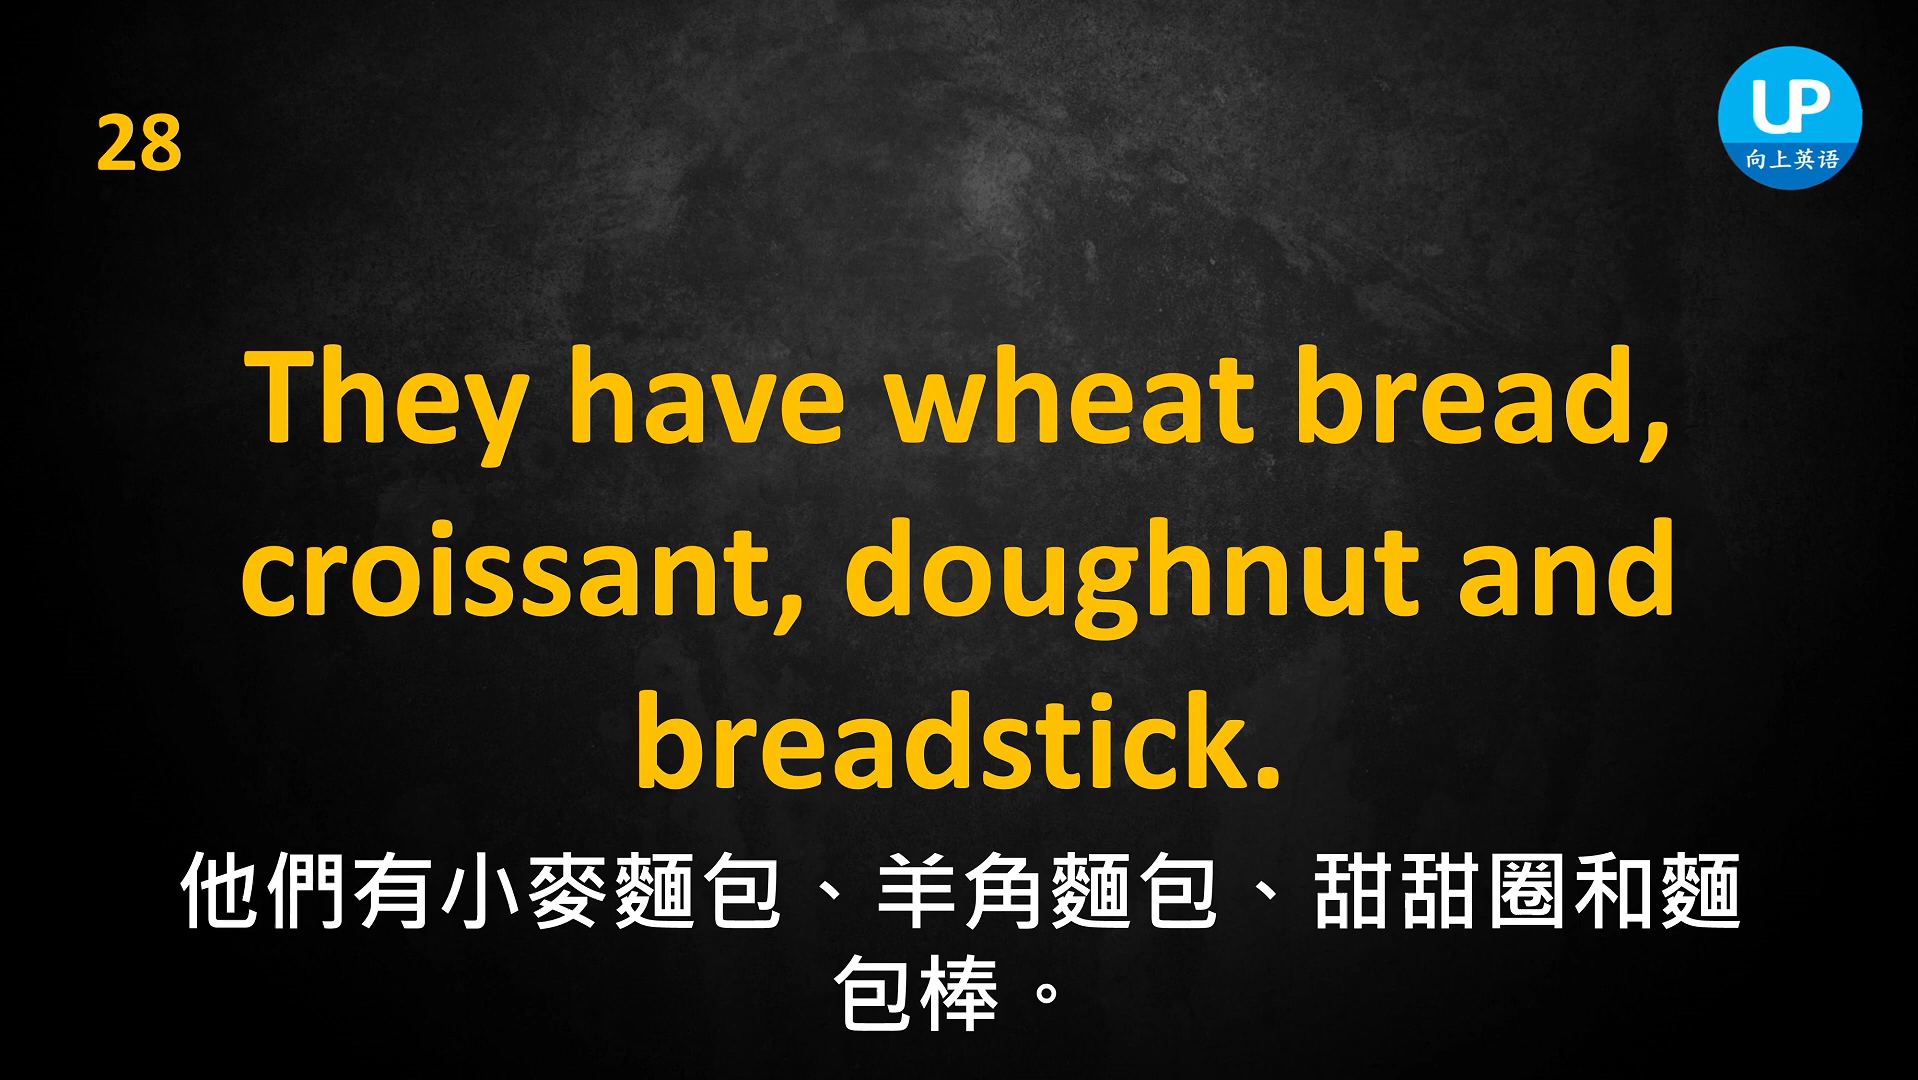 28
UP
向上英语
They have wheat bread,
croissant, doughnut and
breadstick.
他們有小麥麵包、羊角麵包、甜甜圈和麵
包棒。